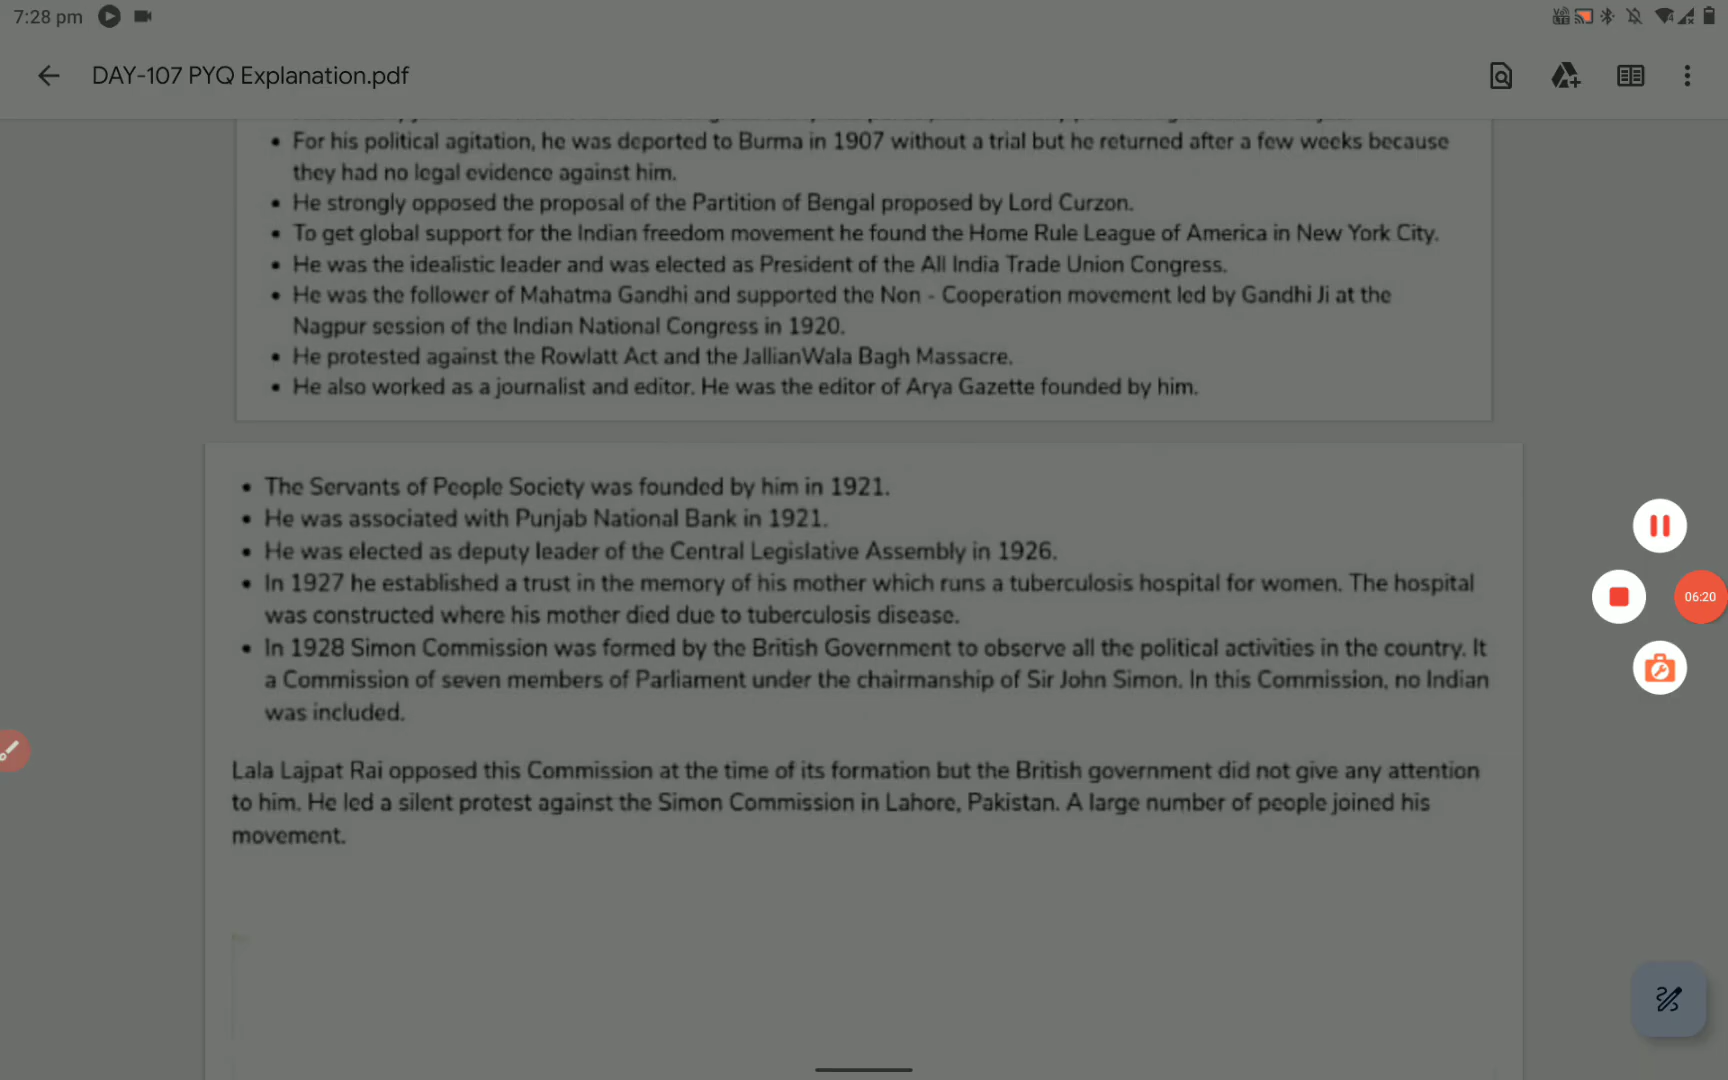 7:28 pm
DAY-107 PYQ Explanation.pdf
• For his political agitation, he was deported to Burma in 1907 without a trial but he returned after a few weeks because
they had no legal evidence against him.
• He strongly opposed the proposal of the Partition of Bengal proposed by Lord Curzon.
• To get global support for the Indian freedom movement he found the Home Rule League of America in New York City.
• He was the idealistic leader and was elected as President of the All India Trade Union Congress.
• He was the follower of Mahatma Gandhi and supported the Non - Cooperation movement led by Gandhi Ji at the
Nagpur session of the Indian National Congress in 1920.
• He protested against the Rowlatt Act and the JallianWala Bagh Massacre.
• He also worked as a journalist and editor. He was the editor of Arya Gazette founded by him.
• The Servants of People Society was founded by him in 1921.
• He was associated with Punjab National Bank in 1921.
• He was elected as deputy leader of the Central Legislative Assembly in 1926.
• In 1927 he established a trust in the memory of his mother which runs a tuberculosis hospital for women. The hospital
was constructed where his mother died due to tuberculosis disease.
• In 1928 Simon Commission was formed by the British Government to observe all the political activities in the country. It
a Commission of seven members of Parliament under the chairmanship of Sir John Simon. In this Commission, no Indian
was included.
Lala Lajpat Rai opposed this Commission at the time of its formation but the British government did not give any attention
to him. He led a silent protest against the Simon Commission in Lahore, Pakistan. A large number of people joined his
movement.
06:20